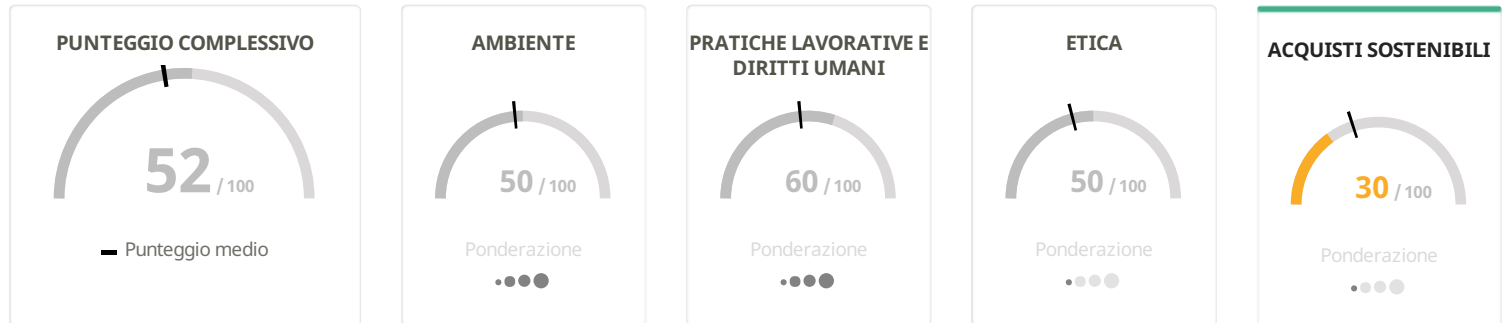 PUNTEGGIO COMPLESSIVO
52 / 100
Punteggio medio
AMBIENTE
50 / 100
Ponderazione
PRATICHE LAVORATIVE E
DIRITTI UMANI
60 / 100
Ponderazione
ETICA
50 / 100
Ponderazione
ACQUISTI SOSTENIBILI
30 / 100
Ponderazione